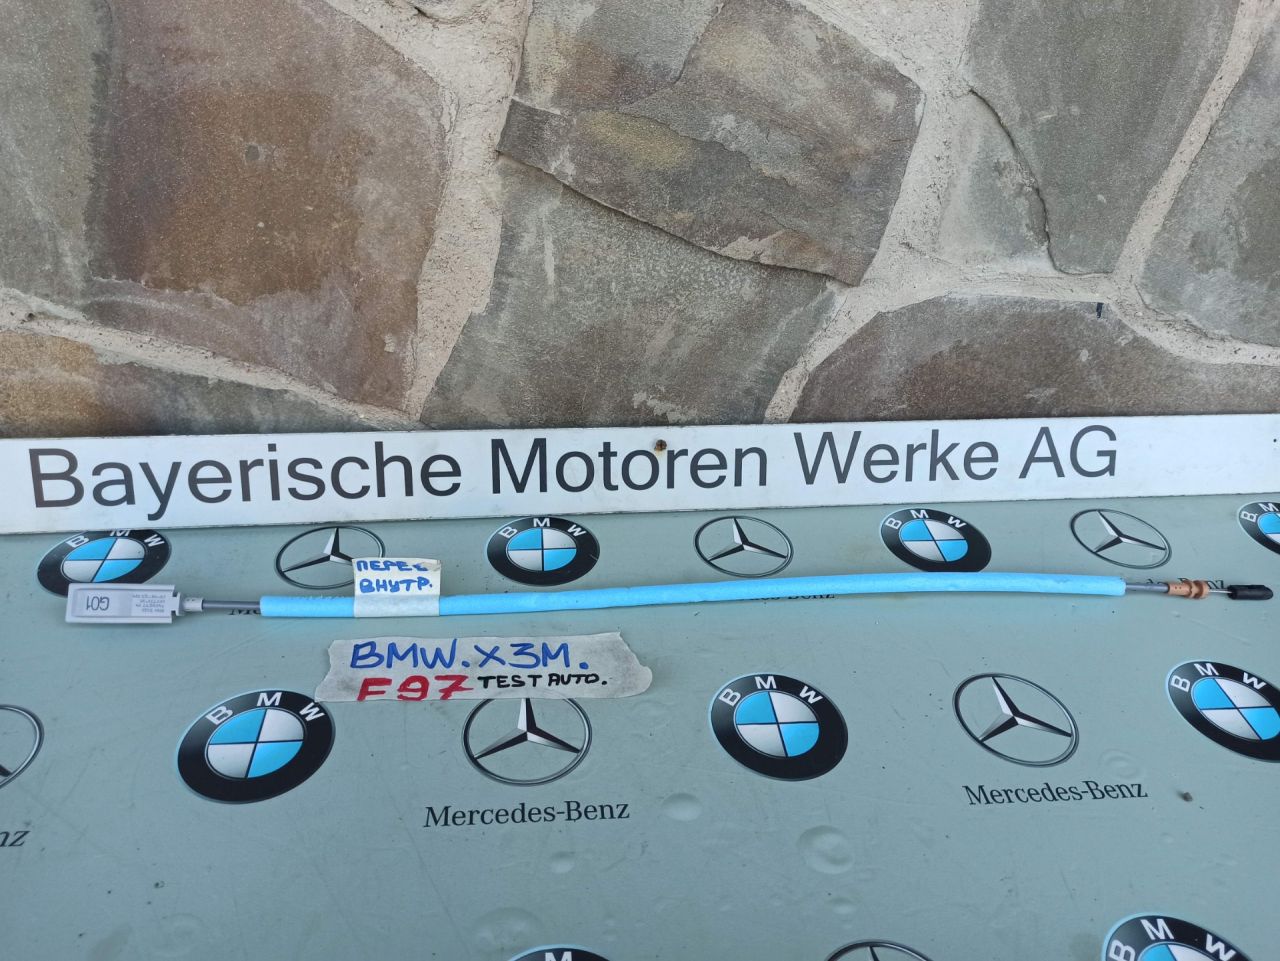 Bayerische Motoren Werke AG
BMW
BMW
BMW
ПЕРЕД
ВНУТР.
G01
BMW. X3M.
F97 TEST AUTO.
BMW
BMW
BMW
Mercedes-Benz
Mercedes-Benz
BMW